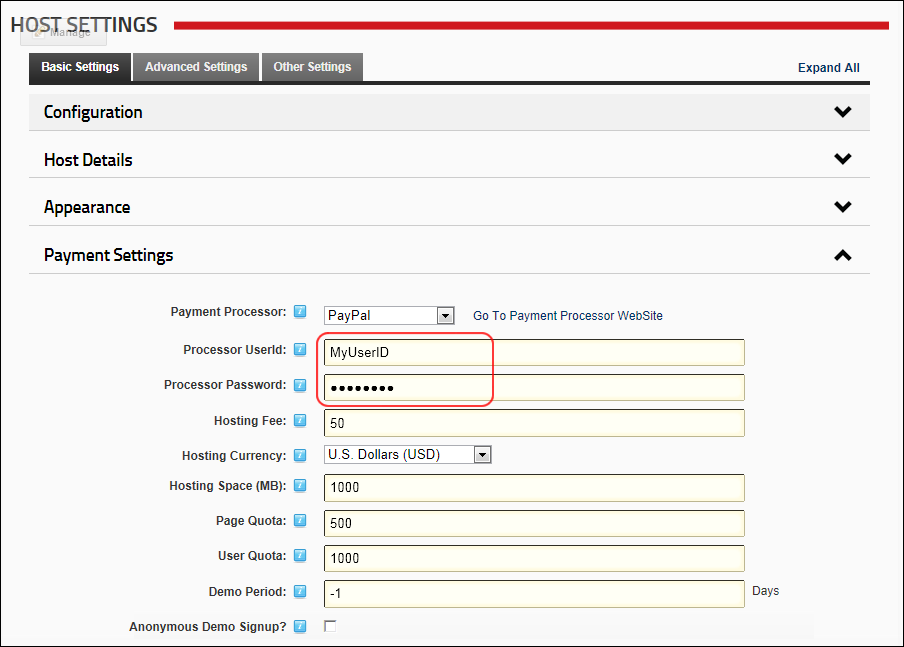 HOST SETTINGS
Manage
Basic Settings Advanced Settings Other Settings Expand All
Configuration
Host Details
Appearance
Payment Settings
Payment Processor: PayPal Go To Payment Processor WebSite
Processor UserId: MyUserID
Processor Password: ●●●●●●●●
Hosting Fee: 50
Hosting Currency: U.S. Dollars (USD)
Hosting Space (MB): 1000
Page Quota: 500
User Quota: 1000
Demo Period: -1 Days
Anonymous Demo Signup?